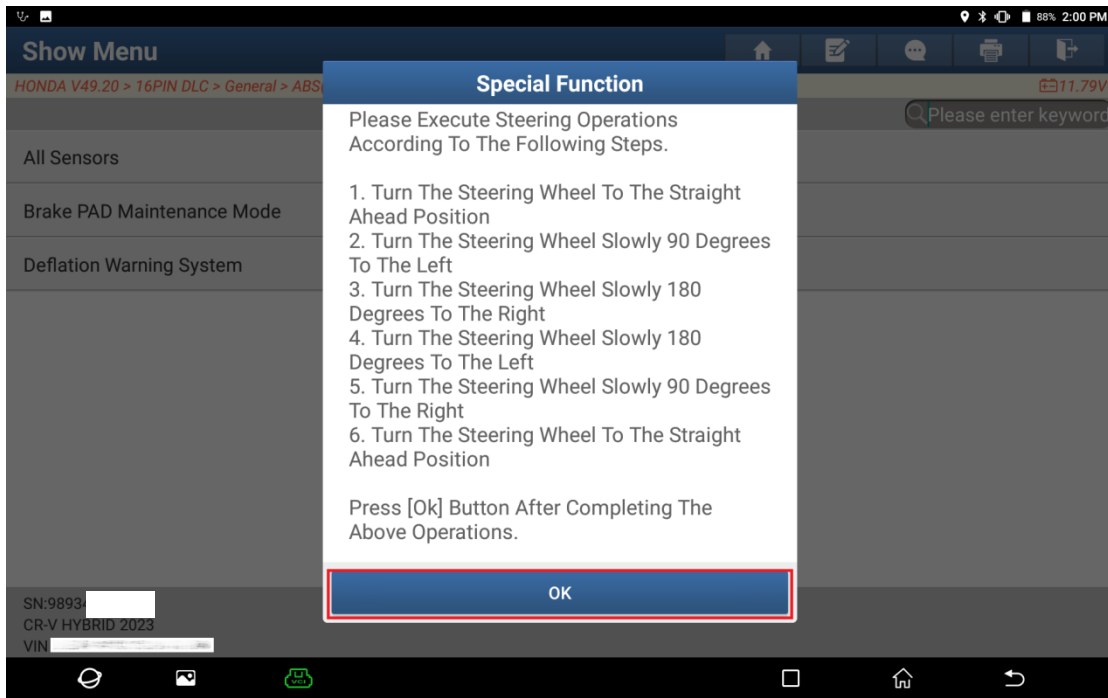 88% 2:00 PM
Show Menu
HONDA V49.20 > 16PIN DLC > General > ABS
11.79V
Special Function
Please enter keyword
Please Execute Steering Operations
According To The Following Steps.
1. Turn The Steering Wheel To The Straight
Ahead Position
2. Turn The Steering Wheel Slowly 90 Degrees
To The Left
3. Turn The Steering Wheel Slowly 180
Degrees To The Right
4. Turn The Steering Wheel Slowly 180
Degrees To The Left
5. Turn The Steering Wheel Slowly 90 Degrees
To The Right
6. Turn The Steering Wheel To The Straight
Ahead Position
Press [Ok] Button After Completing The
Above Operations.
OK
All Sensors
Brake PAD Maintenance Mode
Deflation Warning System
SN:9893
CR-V HYBRID 2023
VIN
VCI